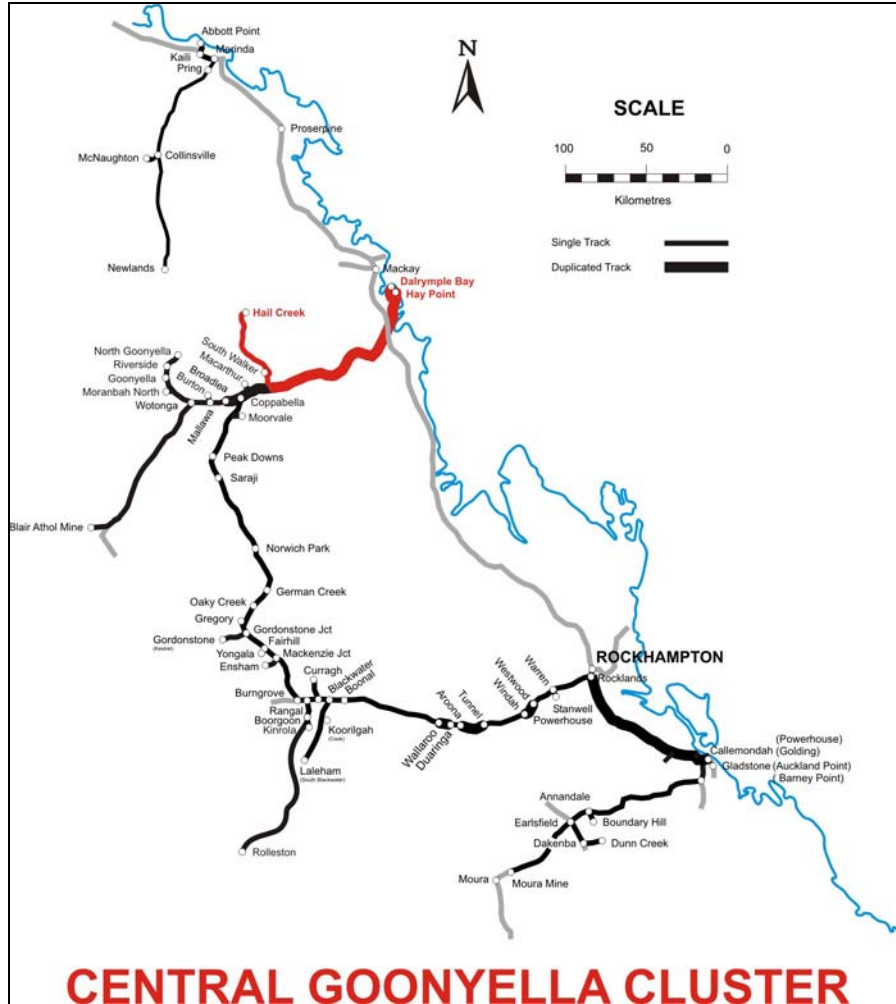 Abbott Point
Merinda
Kaili
Pring
N
SCALE
100 50 0
Kilometres
Single Track
Duplicated Track
Proserpine
McNaughton
Collinsville
Newlands
Mackay
Dalrymple Bay
Hay Point
Hail Creek
South Walker
Macarthur
North Goonyella
Riverside
Goonyella
Moranbah North
Wotonga
Broadlea
Burton
Mallawa
Coppabella
Moorvale
Peak Downs
Saraji
Blair Athol Mine
Norwich Park
German Creek
Oaky Creek
Gregory
Gordonstone Jct
Gordonstone
(Kestrel)
Fairhill
Yongala
Mackenzie Jct
Ensham
Curragh
Burngrove
Blackwater
Boonal
Rangal
Boorgoon
Kinrola
Koorilgah
(Cook)
Laleham
(South Blackwater)
Rolleston
Wallaroo
Duaringa
Aroona
Tunnel
Windah
Westwood
Warren
Stanwell
Powerhouse
ROCKHAMPTON
Rocklands
Callemondah (Powerhouse)
(Golding)
Gladstone (Auckland Point)
( Barney Point)
Annandale
Earlsfield
Boundary Hill
Dakenba
Dunn Creek
Moura
Moura Mine
CENTRAL GOONYELLA CLUSTER